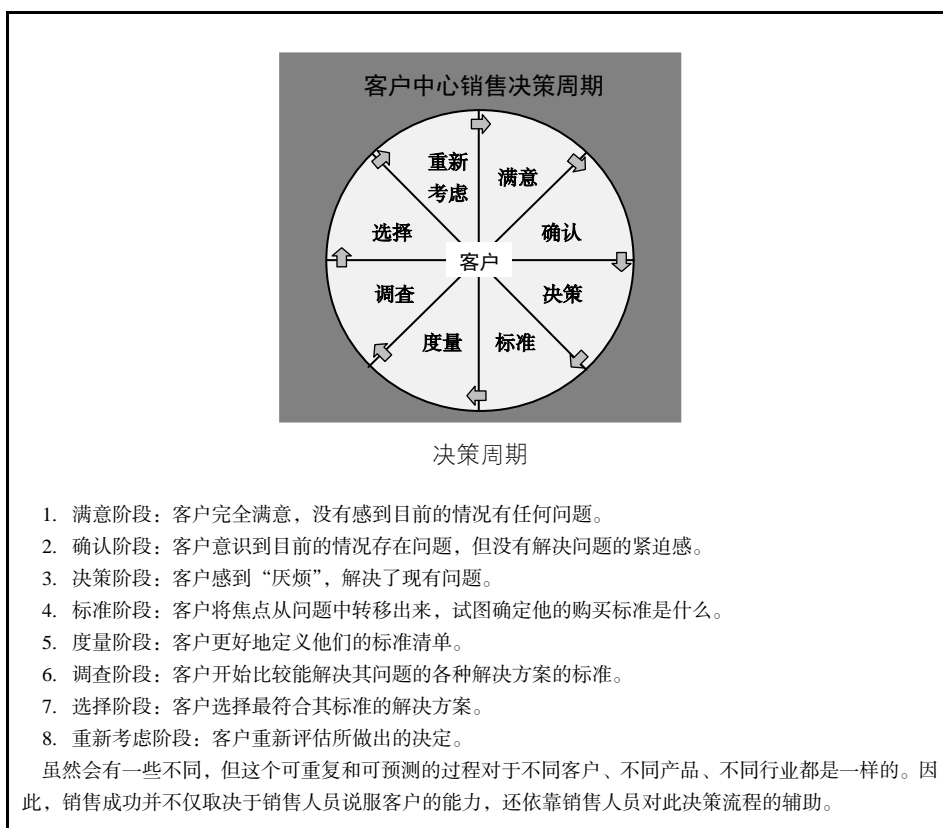 客户中心销售决策周期
重新
考虑
满意
选择
确认
客户
调查
决策
度量
标准
决策周期
1. 满意阶段：客户完全满意，没有感到目前的情况有任何问题。
2. 确认阶段：客户意识到目前的情况存在问题，但没有解决问题的紧迫感。
3. 决策阶段：客户感到“厌烦”，解决了现有问题。
4. 标准阶段：客户将焦点从问题中转移出来，试图确定他的购买标准是什么。
5. 度量阶段：客户更好地定义他们的标准清单。
6. 调查阶段：客户开始比较能解决其问题的各种解决方案的标准。
7. 选择阶段：客户选择最符合其标准的解决方案。
8. 重新考虑阶段：客户重新评估所做出的决定。
虽然会有一些不同，但这个可重复和可预测的过程对于不同客户、不同产品、不同行业都是一样的。因
此，销售成功并不仅取决于销售人员说服客户的能力，还依靠销售人员对此决策流程的辅助。